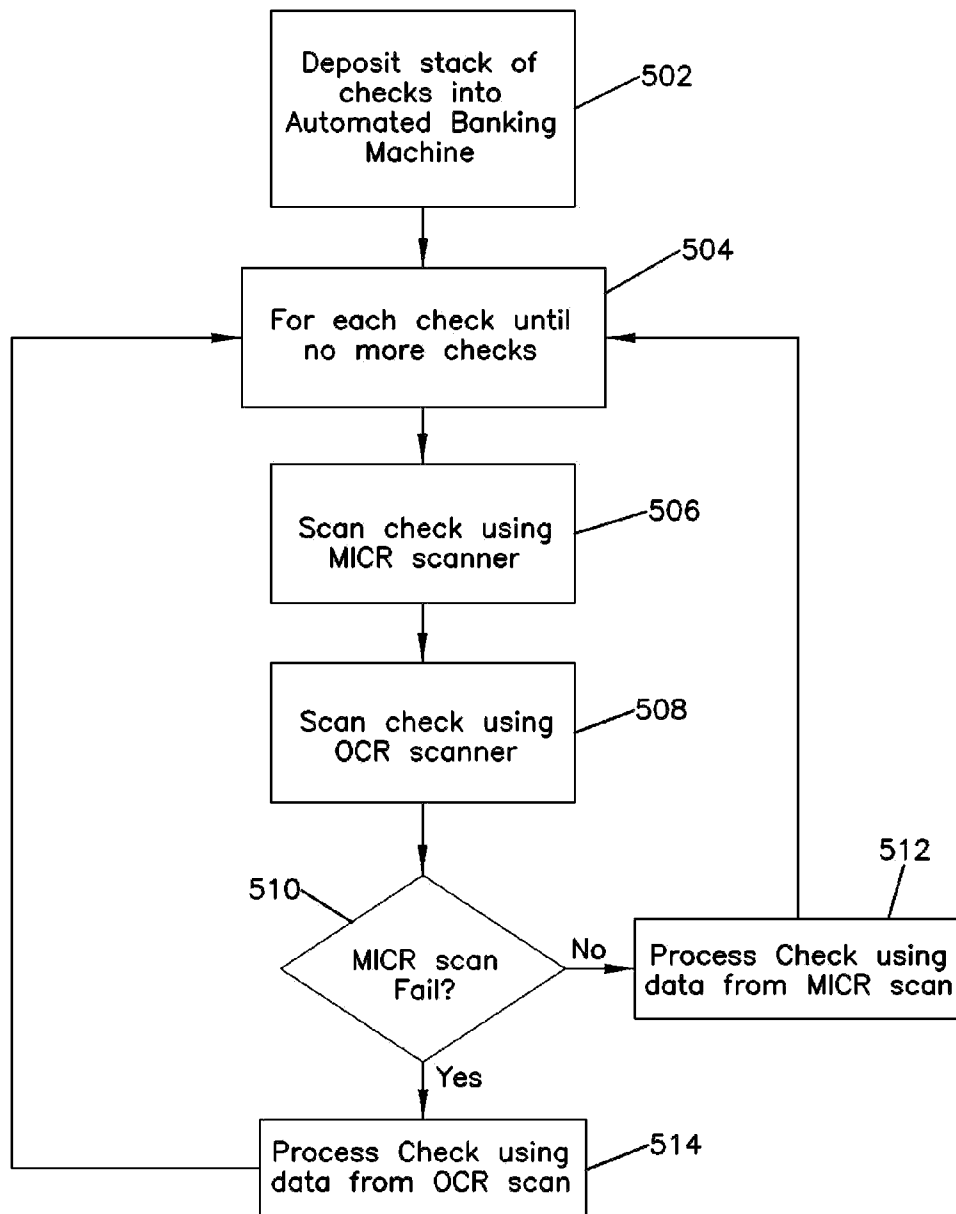 Deposit stack of
checks into
Automated Banking
Machine
502
504
For each check until
no more checks
506
Scan check using
MICR scanner
508
Scan check using
OCR scanner
510
MICR scan
Fail?
No
512
Process Check using
data from MICR scan
Yes
514
Process Check using
data from OCR scan